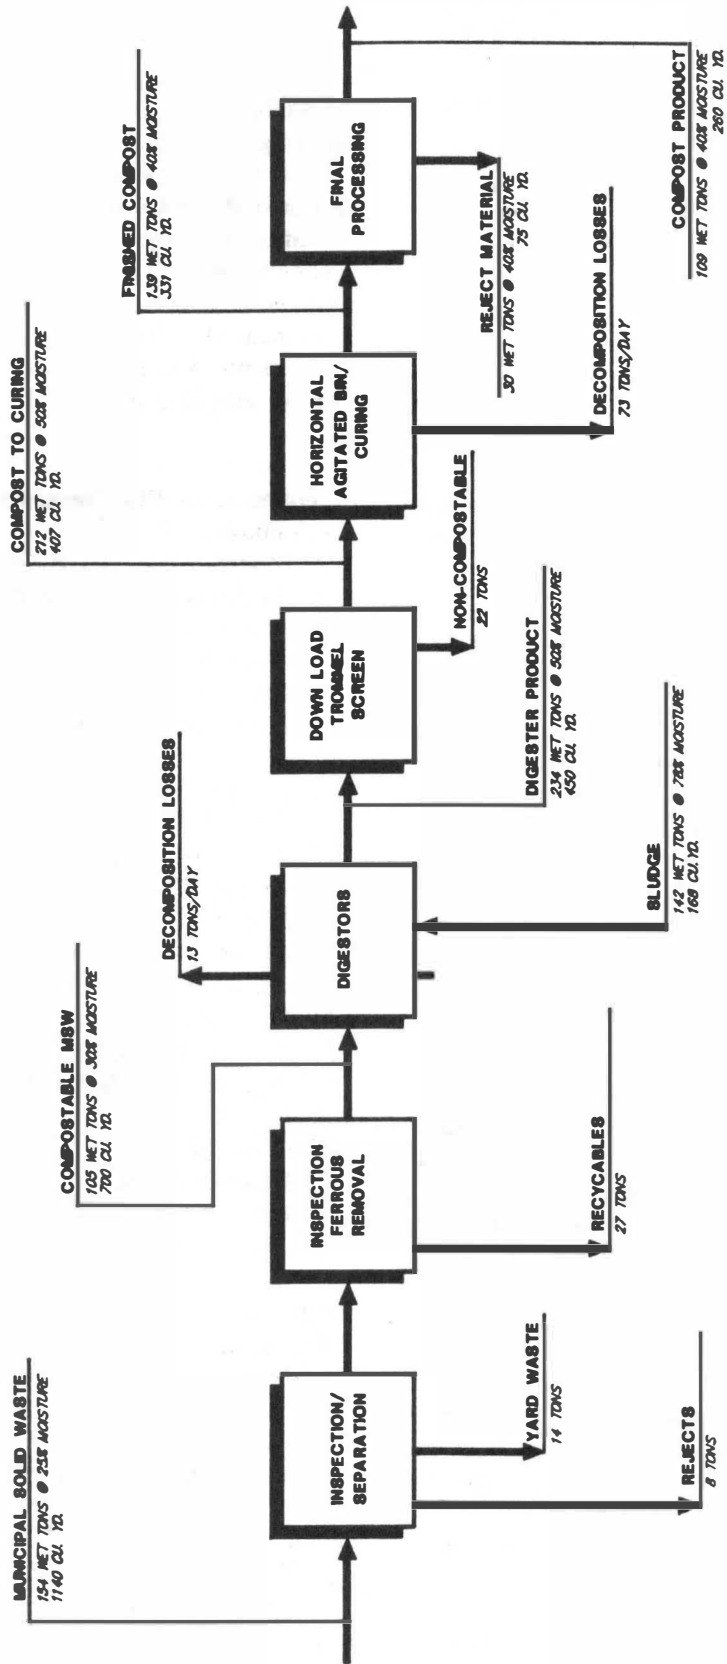 MUNICIPAL SOLID WASTE
154 WET TONS @ 25% MOISTURE
1140 CU. YD.
INSPECTION/
SEPARATION
YARD WASTE
14 TONS
REJECTS
8 TONS
INSPECTION
FERROUS
REMOVAL
RECYCABLES
27 TONS
COMPOSTABLE MSW
105 WET TONS @ 30% MOISTURE
700 CU. YD.
DIGESTORS
DECOMPOSITION LOSSES
13 TONS/DAY
SLUDGE
142 WET TONS @ 78% MOISTURE
168 CU.YD.
DIGESTER PRODUCT
234 WET TONS @ 50% MOISTURE
450 CU. YD.
DOWN LOAD
TROMMEL
SCREEN
NON-COMPOSTABLE
22 TONS
COMPOST TO CURING
212 WET TONS @ 50% MOISTURE
407 CU. YD.
HORIZONTAL
AGITATED BIN/
CURING
DECOMPOSITION LOSSES
73 TONS/DAY
FINISHED COMPOST
139 WET TONS @ 40% MOISTURE
331 CU. YD.
FINAL
PROCESSING
REJECT MATERIAL
30 WET TONS @ 40% MOISTURE
75 CU. YD.
COMPOST PRODUCT
109 WET TONS @ 40% MOISTURE
260 CU. YD.